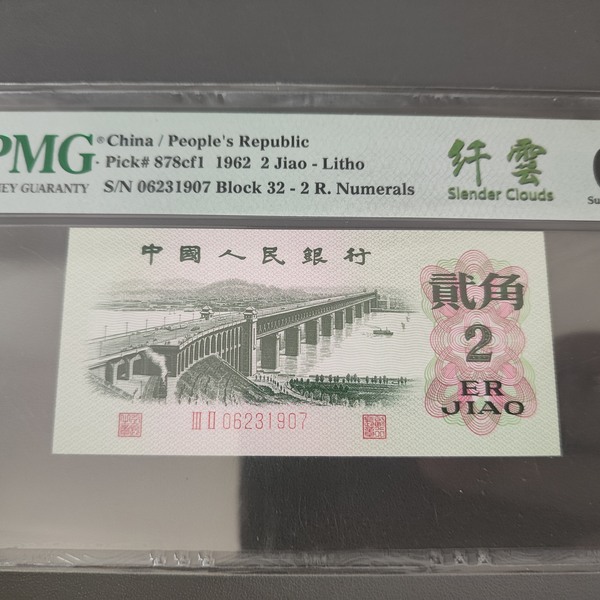 PMG® China / People's Republic
Pick# 878cf1 1962 2 Jiao - Litho
S/N 06231907 Block 32 - 2 R. Numerals
GUARANTY
纤雲
Slender Clouds
中國人民銀行
貳角
2
ER
JIAO
III II 06231907